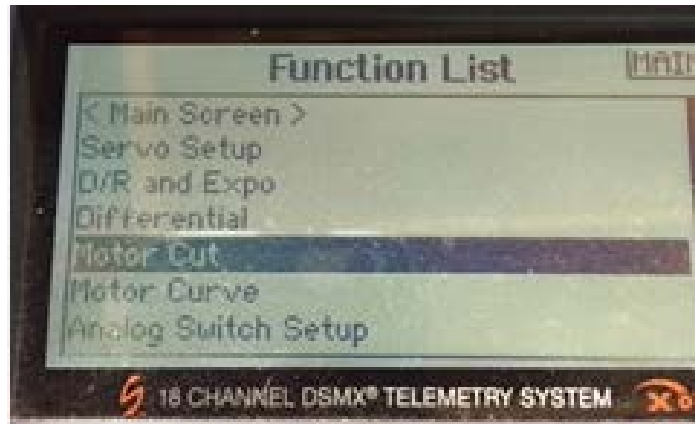 Function List
MAIN
< Main Screen >
Servo Setup
D/R and Expo
Differential
Motor Cut
Motor Curve
Analog Switch Setup
18 CHANNEL DSMX® TELEMETRY SYSTEM